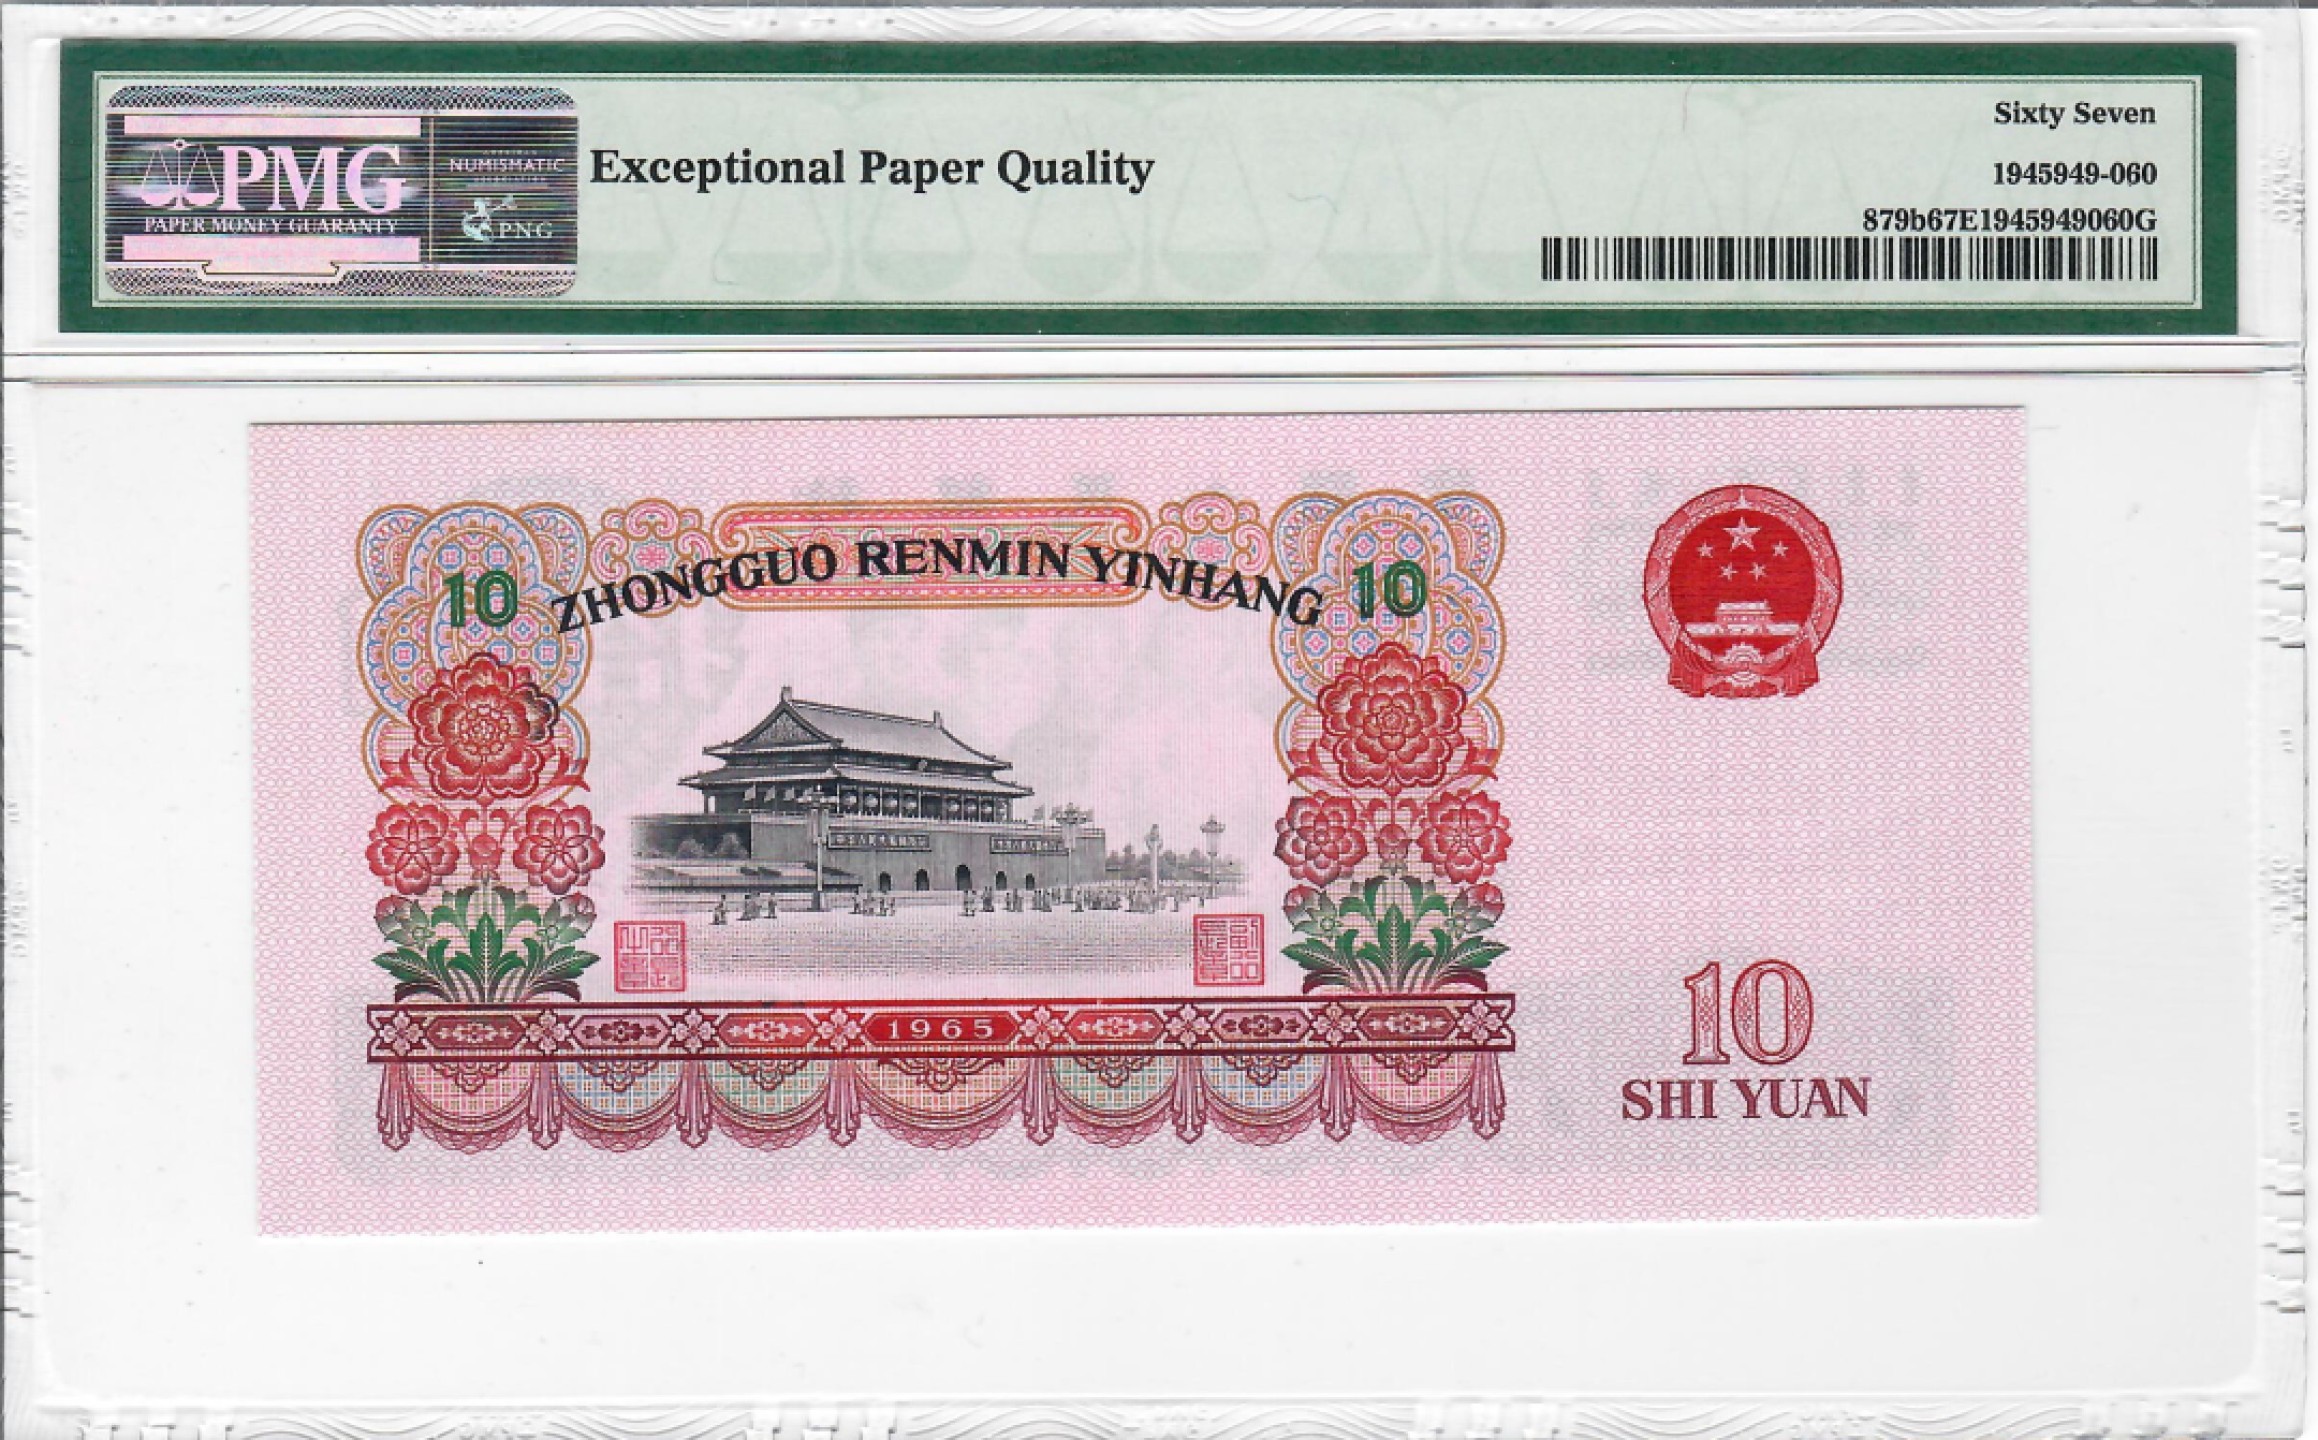 PMG
PAPER MONEY GUARANTY
NUMISMATIC
PNG
Exceptional Paper Quality
Sixty Seven
1945949-060
879b67E1945949060G
10
ZHONGGUO RENMIN YINHANG
10
1965
10
SHI YUAN